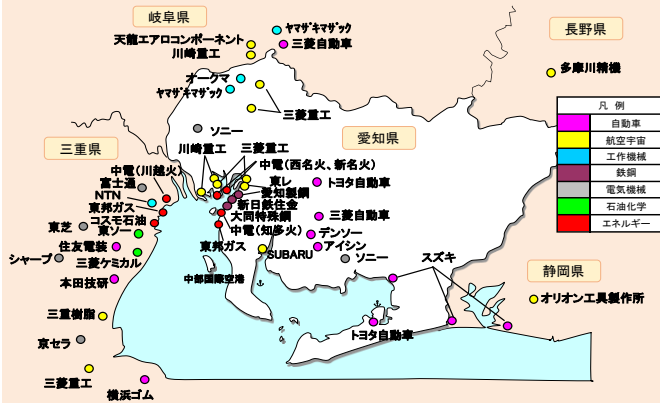 岐阜県
ヤマザキマザック
天龍エアロコンポーネント
三菱自動車
川崎重工
長野県
多摩川精機
オークマ
ヤマザキマザック
三菱重工
凡 例
自動車
航空宇宙
工作機械
鉄鋼
電気機械
石油化学
エネルギー
ソニー
愛知県
三重県
川崎重工
三菱重工
中電(川越火)
中電(西名火、新名火)
富士通
東レ
トヨタ自動車
NTN
愛知製鋼
東邦ガス
新日鉄住金
コスモ石油
大同特殊鋼
三菱自動車
東芝
東ソー
中電(知多火)
デンソー
住友電装
東邦ガス
アイシン
シャープ
三菱ケミカル
SUBARU
ソニー
スズキ
本田技研
中部国際空港
静岡県
オリオン工具製作所
三重樹脂
トヨタ自動車
京セラ
三菱重工
横浜ゴム